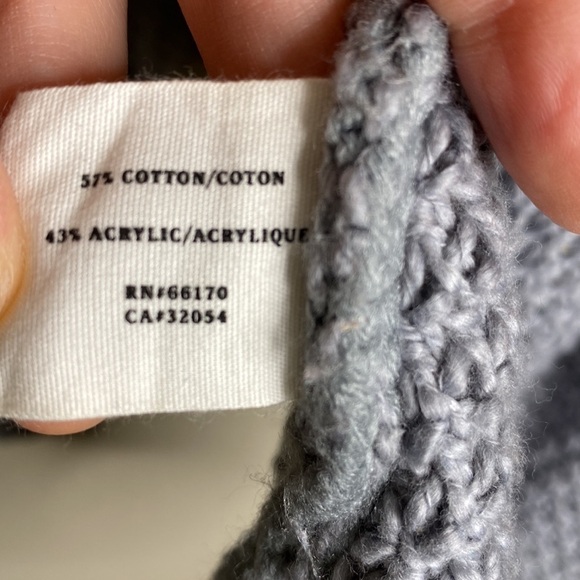 57% COTTON/COTON
43% ACRYLIC/ACRYLIQUE
RN#66170
CA#32054